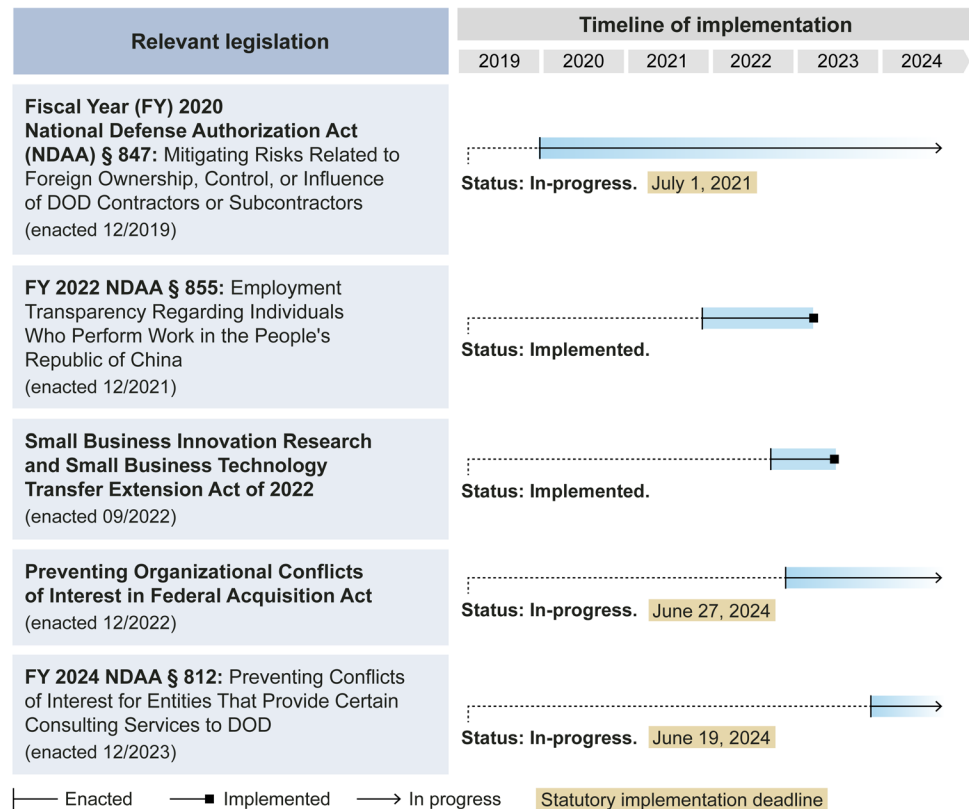 Relevant legislation
Timeline of implementation
2019 2020 2021 2022 2023 2024
Fiscal Year (FY) 2020
National Defense Authorization Act
(NDAA) § 847: Mitigating Risks Related to
Foreign Ownership, Control, or Influence
of DOD Contractors or Subcontractors
(enacted 12/2019)
Status: In-progress. July 1, 2021
FY 2022 NDAA § 855: Employment
Transparency Regarding Individuals
Who Perform Work in the People's
Republic of China
(enacted 12/2021)
Status: Implemented.
Small Business Innovation Research
and Small Business Technology
Transfer Extension Act of 2022
(enacted 09/2022)
Status: Implemented.
Preventing Organizational Conflicts
of Interest in Federal Acquisition Act
(enacted 12/2022)
Status: In-progress. June 27, 2024
FY 2024 NDAA § 812: Preventing Conflicts
of Interest for Entities That Provide Certain
Consulting Services to DOD
(enacted 12/2023)
Status: In-progress. June 19, 2024
Enacted Implemented In progress Statutory implementation deadline